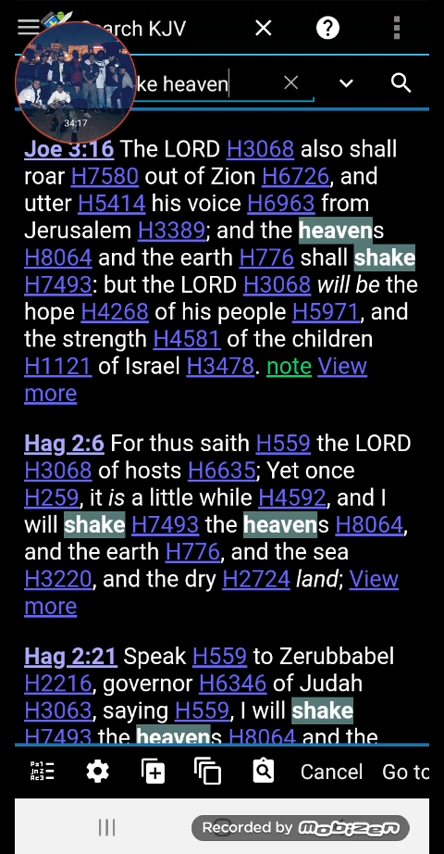 Search KJV
ke heaven
34:17
Joe 3:16 The LORD H3068 also shall
roar H7580 out of Zion H6726, and
utter H5414 his voice H6963 from
Jerusalem H3389; and the heavens
H8064 and the earth H776 shall shake
H7493: but the LORD H3068 will be the
hope H4268 of his people H5971, and
the strength H4581 of the children
H1121 of Israel H3478. note View
more
Hag 2:6 For thus saith H559 the LORD
H3068 of hosts H6635; Yet once
H259, it is a little while H4592, and I
will shake H7493 the heavens H8064,
and the earth H776, and the sea
H3220, and the dry H2724 land; View
more
Hag 2:21 Speak H559 to Zerubbabel
H2216, governor H6346 of Judah
H3063, saying H559, I will shake
H7493 the heavens H8064 and the
Cancel Go to
Recorded by Mobizen